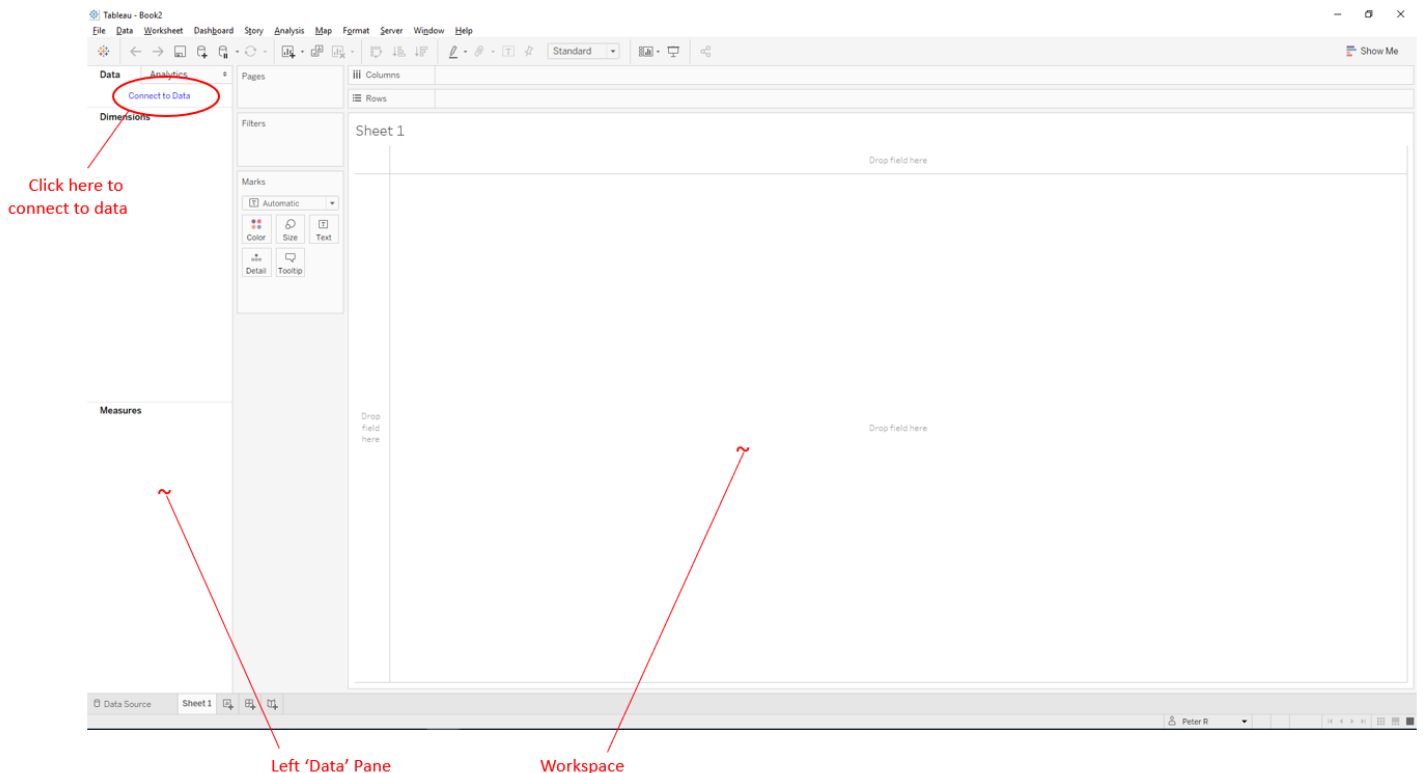 Tableau - Book2
File Data Worksheet Dashboard Story Analysis Map Format Server Window Help
Standard
Show Me
Data Analytics
Connect to Data
Dimensions
Click here to
connect to data
Measures
~
Pages
Filters
Marks
Automatic
Color Size Text
Detail Tooltip
Columns
Rows
Sheet 1
Drop field here
Drop
field
here
Drop field here
~
Data Source Sheet 1
Peter R
Left ‘Data’ Pane
Workspace